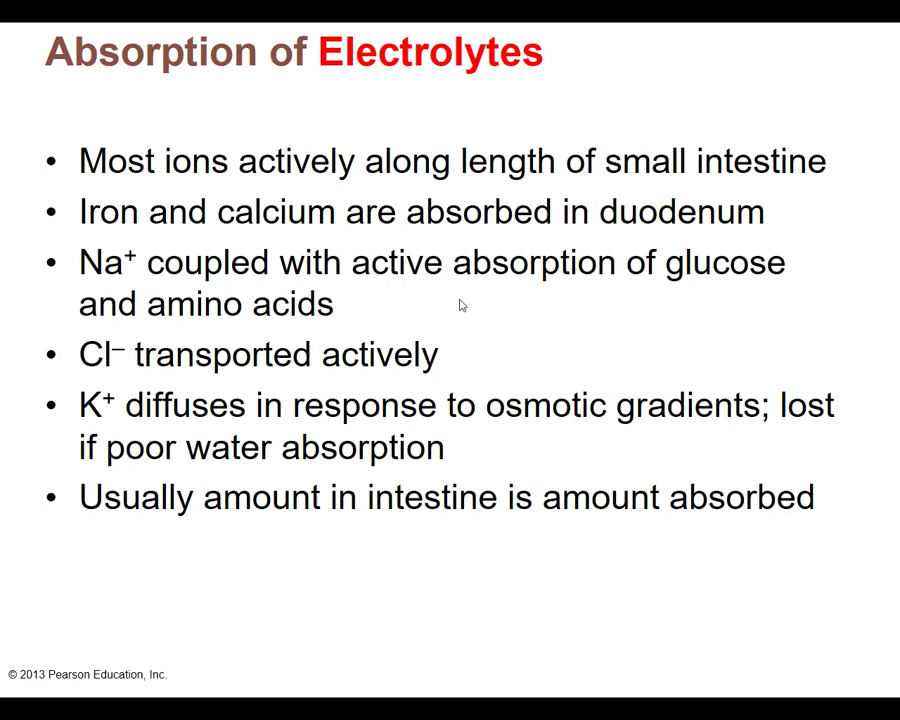 Absorption of Electrolytes
• Most ions actively along length of small intestine
• Iron and calcium are absorbed in duodenum
• Na⁺ coupled with active absorption of glucose
and amino acids
• Cl⁻ transported actively
• K⁺ diffuses in response to osmotic gradients; lost
if poor water absorption
• Usually amount in intestine is amount absorbed
© 2013 Pearson Education, Inc.